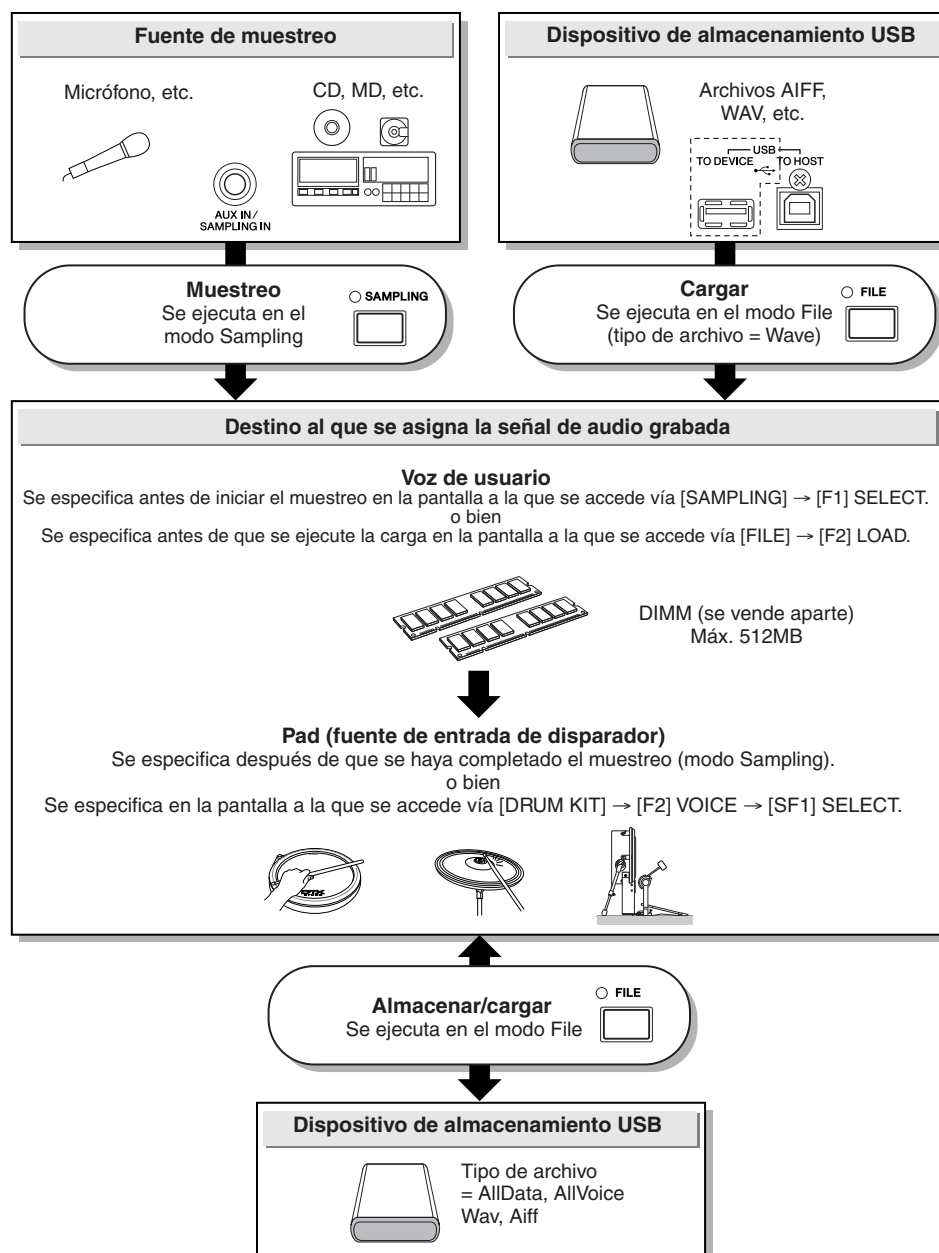 Fuente de muestreo
Micrófono, etc.
CD, MD, etc.
AUX IN /
SAMPLING IN
Dispositivo de almacenamiento USB
Archivos AIFF,
WAV, etc.
USB
TO DEVICE
TO HOST
Muestreo
Se ejecuta en el
modo Sampling
SAMPLING
Cargar
Se ejecuta en el modo File
(tipo de archivo = Wave)
FILE
Destino al que se asigna la señal de audio grabada
Voz de usuario
Se especifica antes de iniciar el muestreo en la pantalla a la que se accede vía [SAMPLING] → [F1] SELECT.
o bien
Se especifica antes de que se ejecute la carga en la pantalla a la que se accede vía [FILE] → [F2] LOAD.
DIMM (se vende aparte)
Máx. 512MB
Pad (fuente de entrada de disparador)
Se especifica después de que se haya completado el muestreo (modo Sampling).
o bien
Se especifica en la pantalla a la que se accede vía [DRUM KIT] → [F2] VOICE → [SF1] SELECT.
Almacenar/cargar
Se ejecuta en el modo File
FILE
Dispositivo de almacenamiento USB
Tipo de archivo
= AllData, AllVoice
Wav, Aiff